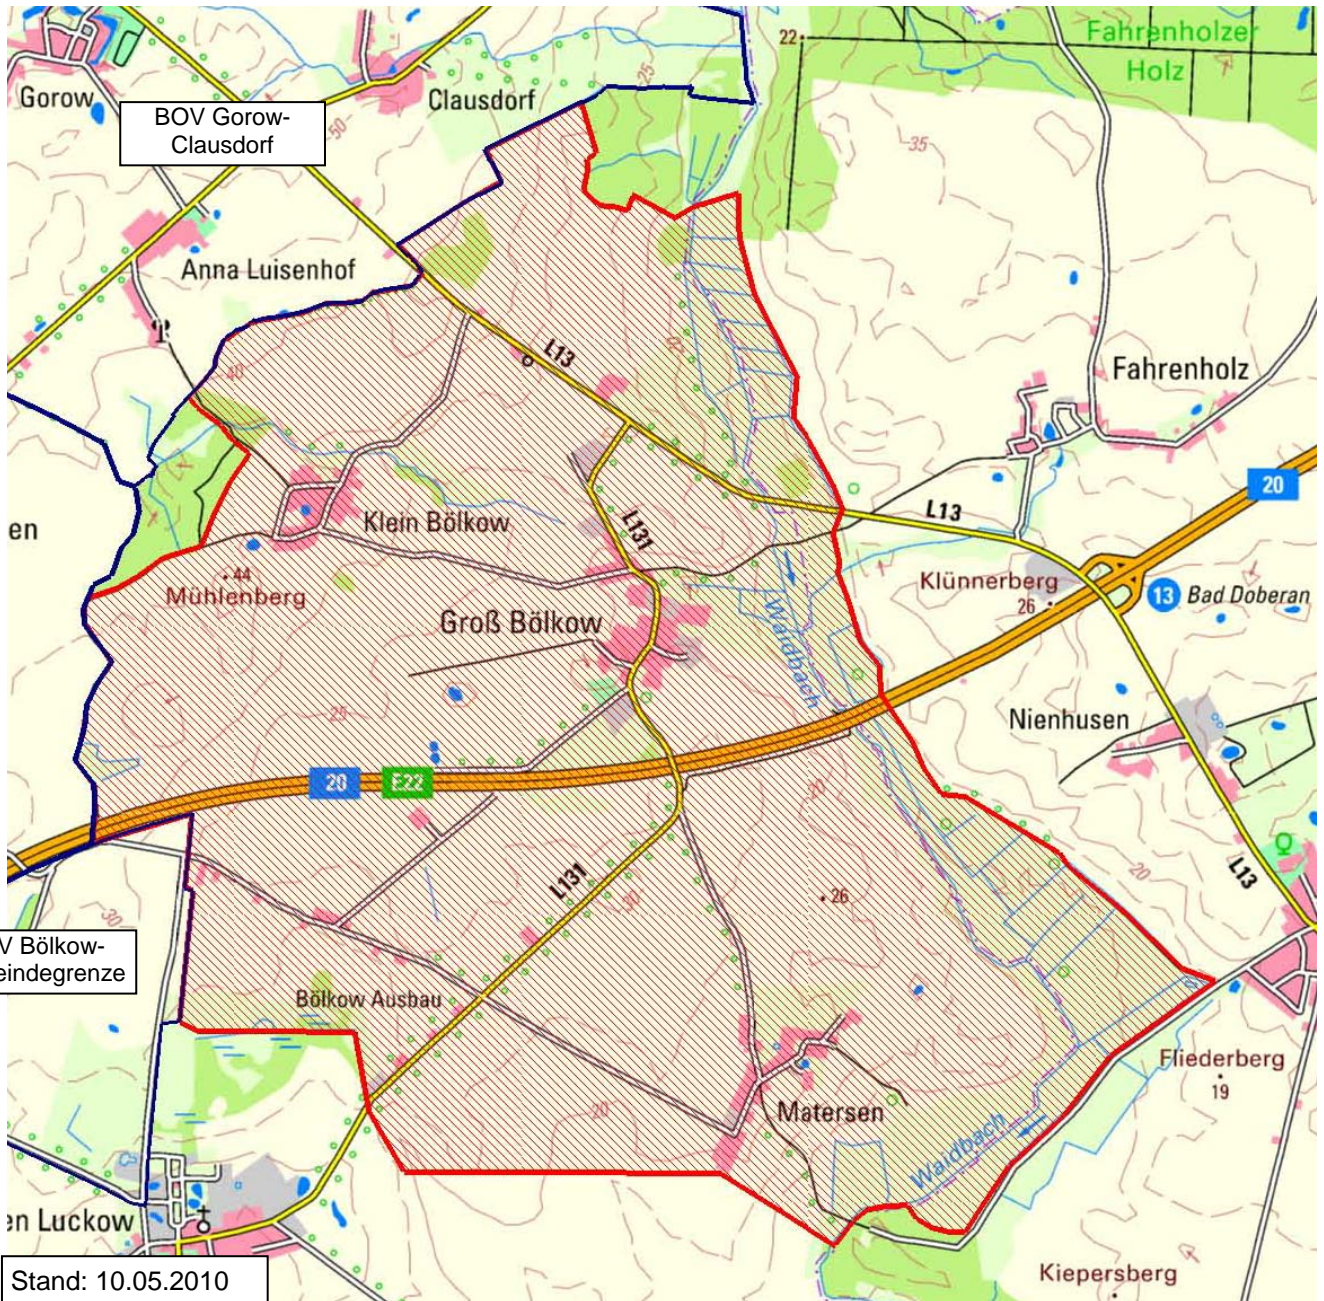 Fahrenholzer
Holz
22
Gorow
Clausdorf
25
BOV Gorow-
Clausdorf
50
35
Anna Luisenhof
L13
40
Fahrenholz
20
en
Klein Bölkow
L131
L13
44
Mühlenberg
Klünnerberg
26
13 Bad Doberan
Groß Bölkow
Waidbach
25
Nienhusen
20
E22
20
L131
30
26
20
L13
30
V Bölkow-
eindegrenze
Bölkow Ausbau
Fliederberg
19
20
Matersen
Waidbach
en Luckow
Kiepersberg
Stand: 10.05.2010